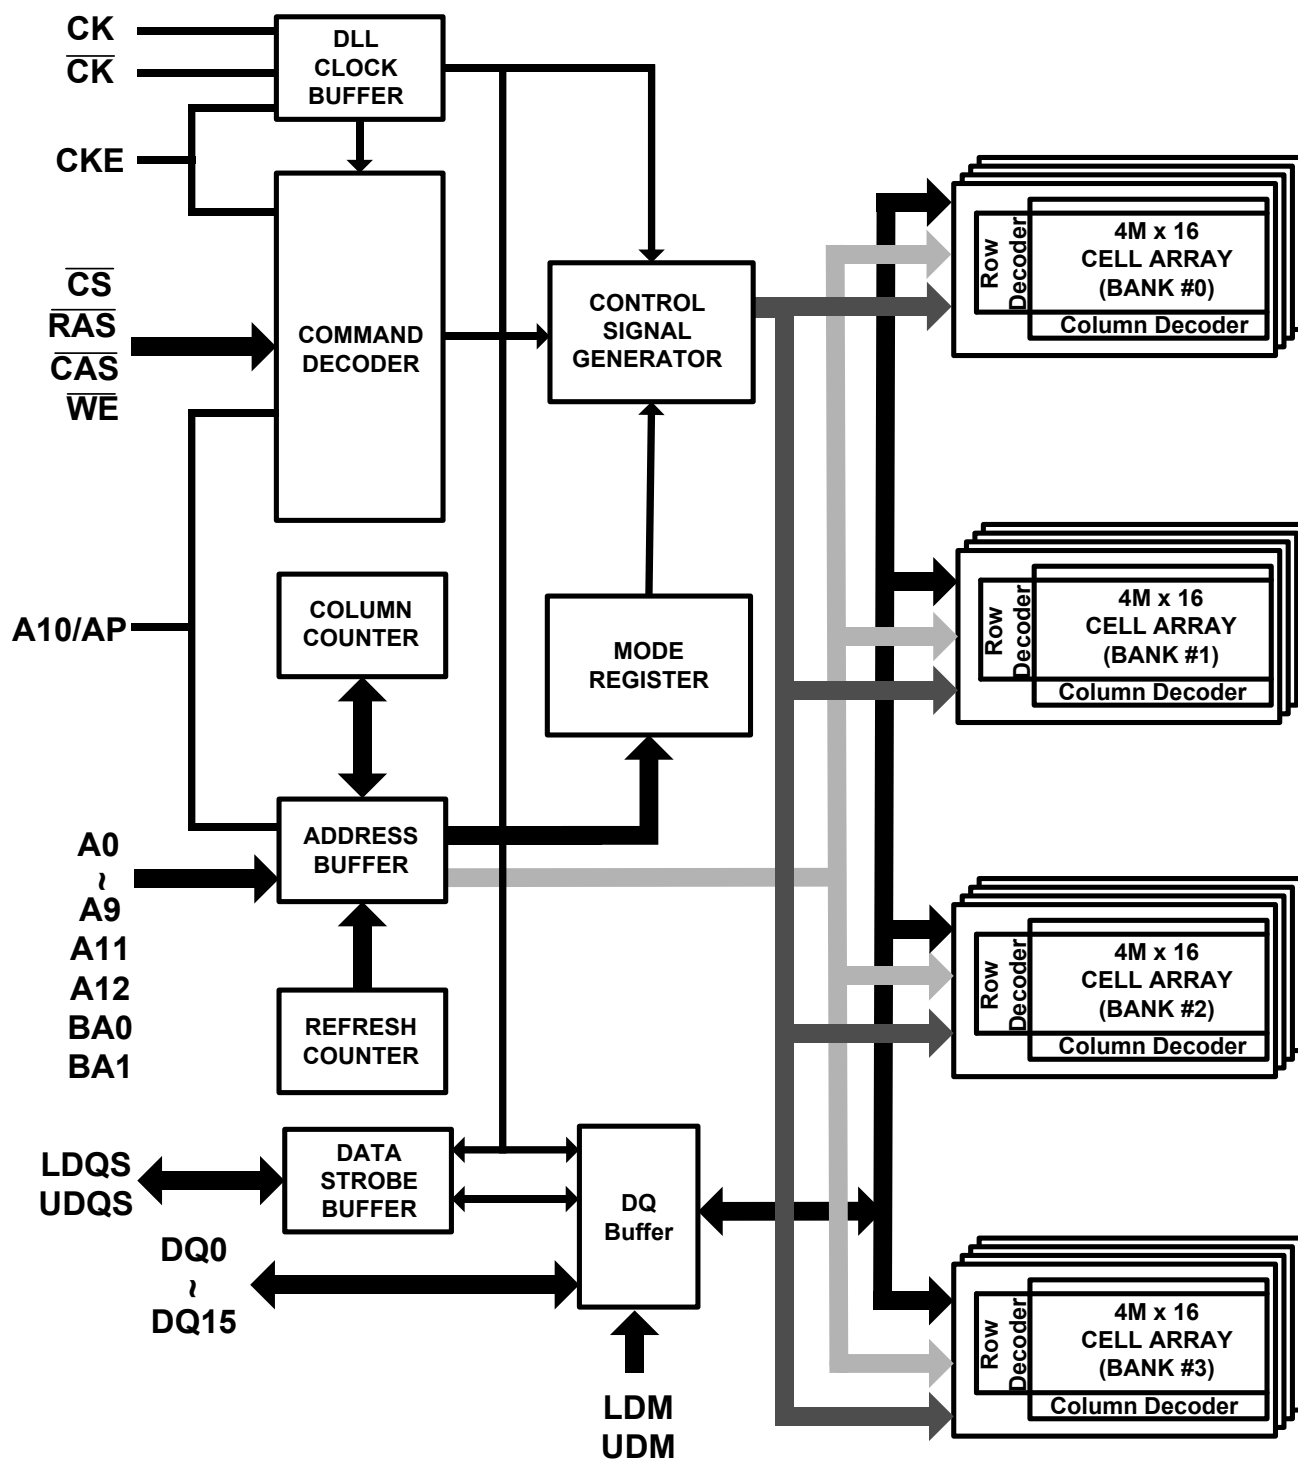 CK
CK
CKE
CS
RAS
CAS
WE
A10/AP
A0
~
A9
A11
A12
BA0
BA1
LDQS
UDQS
DQ0
~
DQ15
DLL
CLOCK
BUFFER
COMMAND
DECODER
COLUMN
COUNTER
ADDRESS
BUFFER
REFRESH
COUNTER
DATA
STROBE
BUFFER
CONTROL
SIGNAL
GENERATOR
MODE
REGISTER
DQ
Buffer
LDM
UDM
Row
Decoder
4M x 16
CELL ARRAY
(BANK #0)
Column Decoder
Row
Decoder
4M x 16
CELL ARRAY
(BANK #1)
Column Decoder
Row
Decoder
4M x 16
CELL ARRAY
(BANK #2)
Column Decoder
Row
Decoder
4M x 16
CELL ARRAY
(BANK #3)
Column Decoder